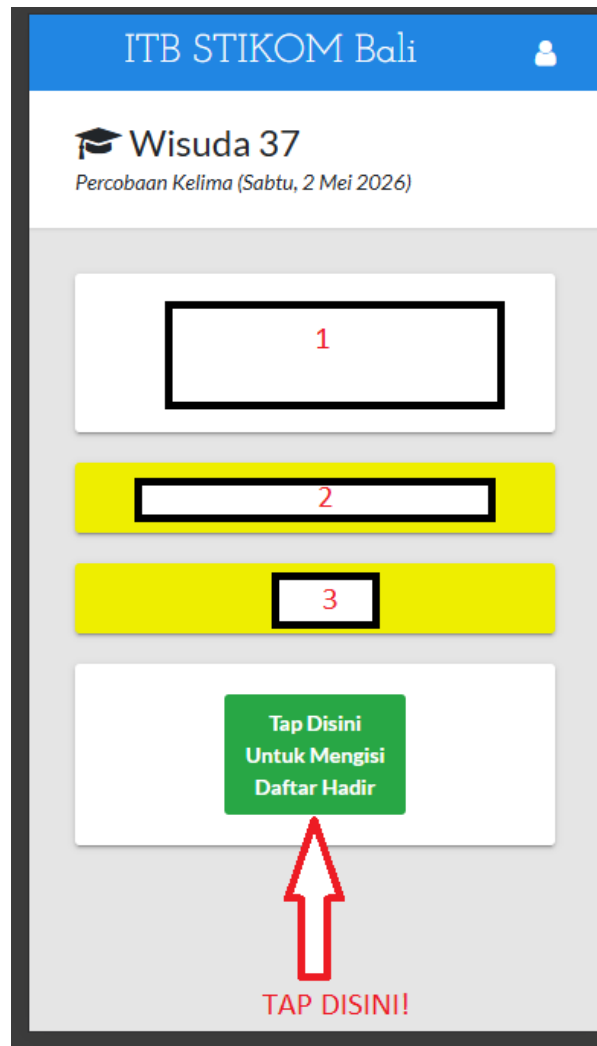 ITB STIKOM Bali
Wisuda 37
Percobaan Kelima (Sabtu, 2 Mei 2026)
1
2
3
Tap Disini
Untuk Mengisi
Daftar Hadir
TAP DISINI!